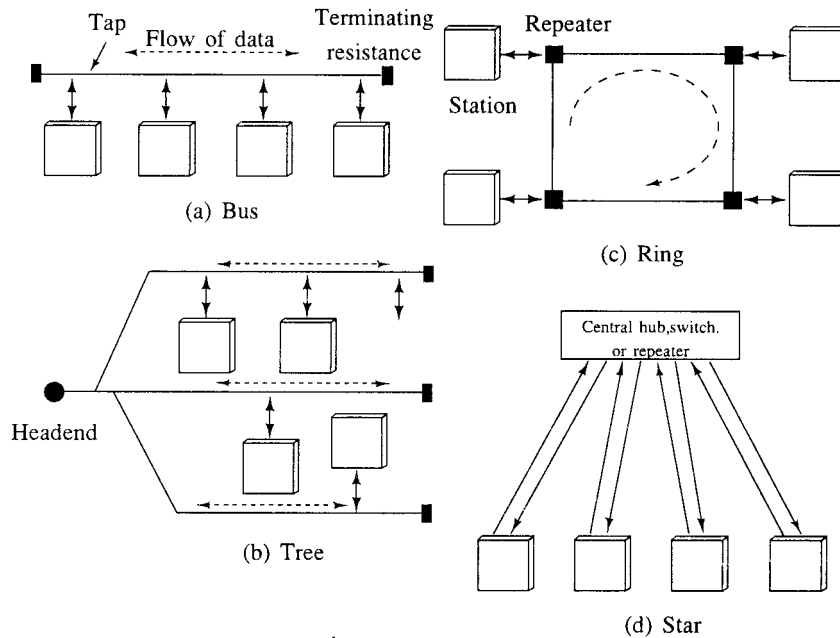 Tap
Flow of data
Terminating
resistance
(a) Bus
Repeater
Station
(c) Ring
Headend
(b) Tree
Central hub,switch.
or repeater
(d) Star